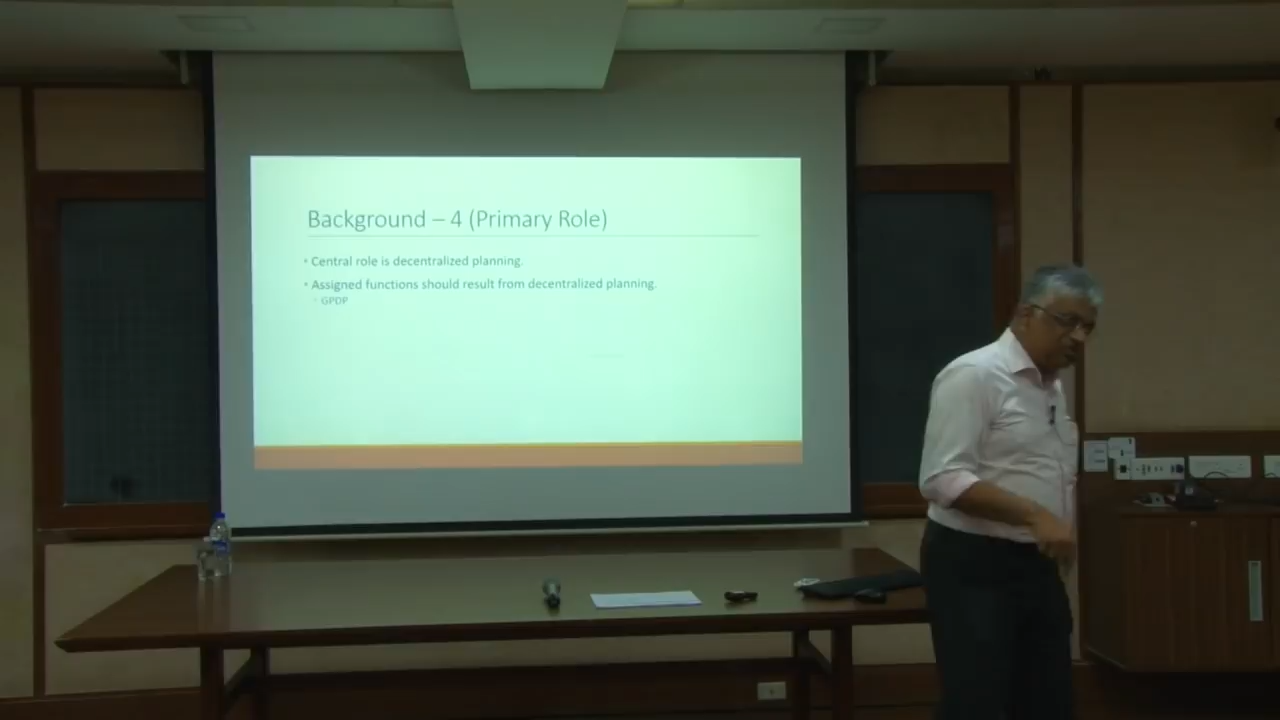 Background – 4 (Primary Role)
Central role is decentralized planning.
Assigned functions should result from decentralized planning.
GPDP